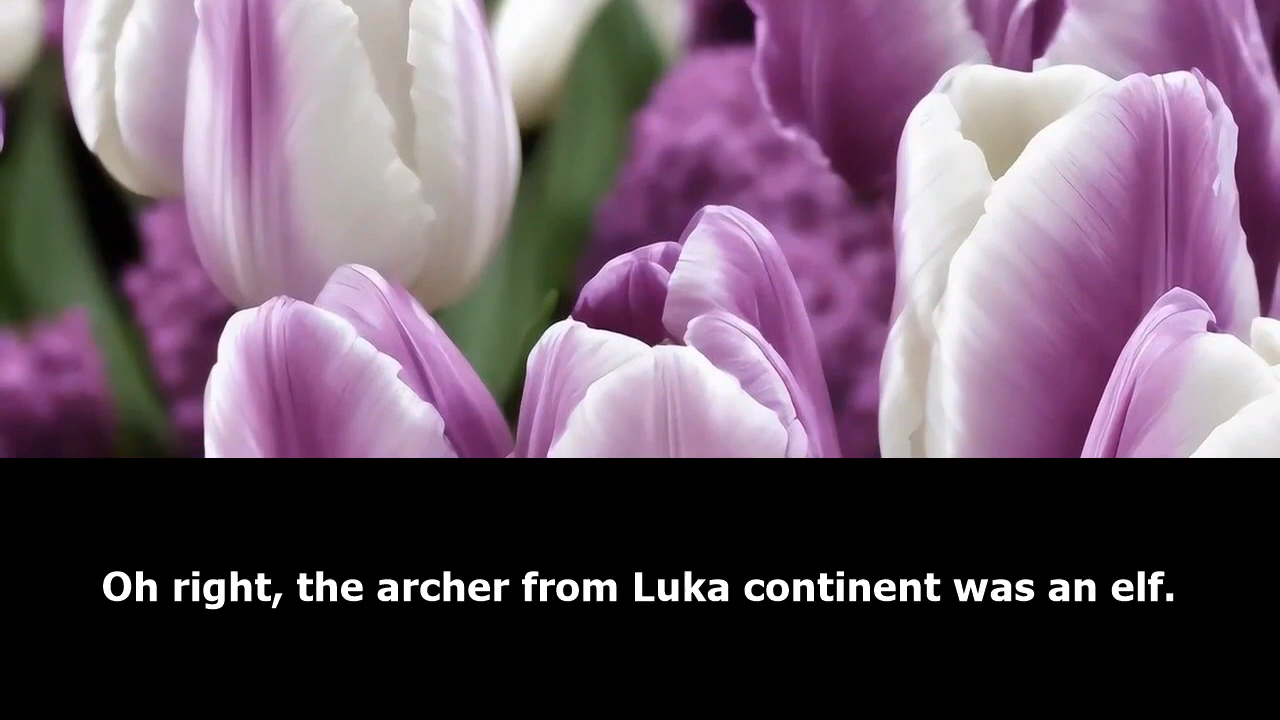 Oh right, the archer from Luka continent was an elf.